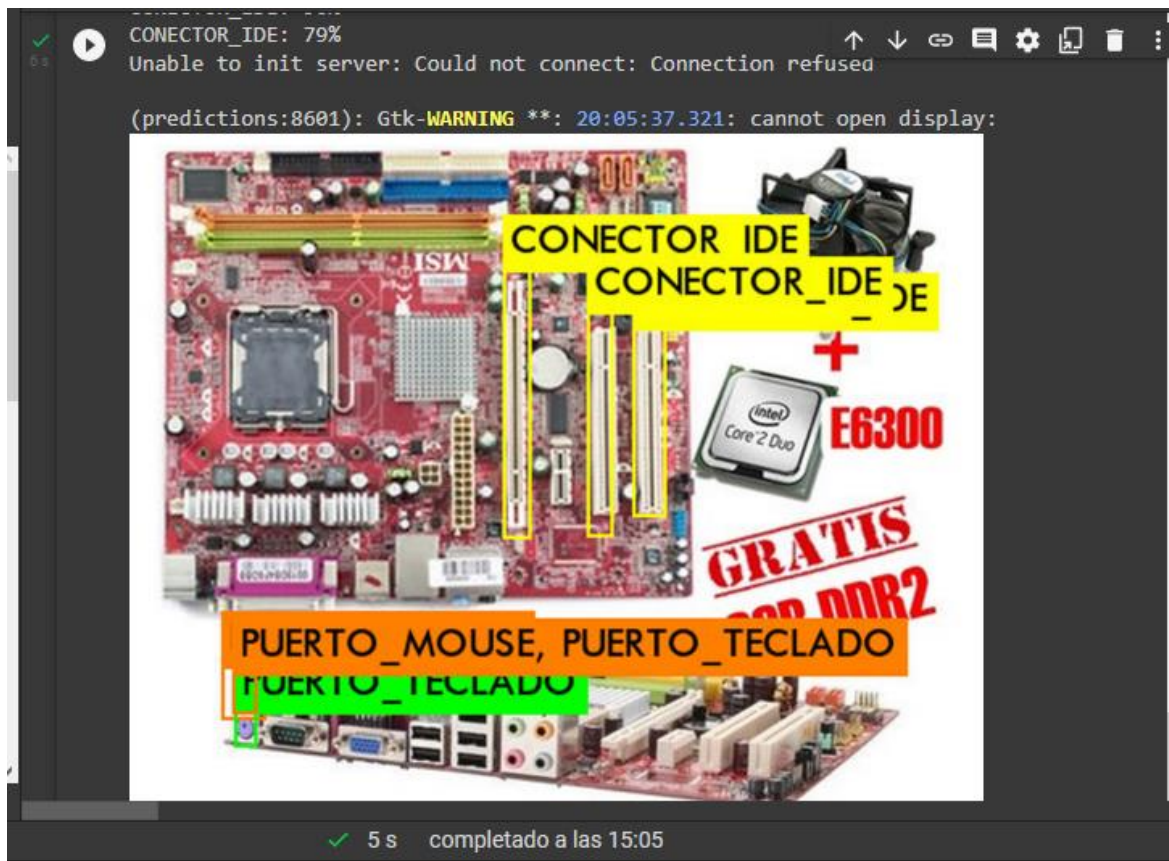 CONECTOR_IDE: 79%
5 s
Unable to init server: Could not connect: Connection refused
(predictions:8601): Gtk-WARNING **: 20:05:37.321: cannot open display:
MSI
CONECTOR IDE
CONECTOR_IDE
DE
intel
Core 2 Duo
E6300
GRATIS
DDR2
PUERTO_MOUSE, PUERTO_TECLADO
PUERTO_TECLADO
5 s completado a las 15:05